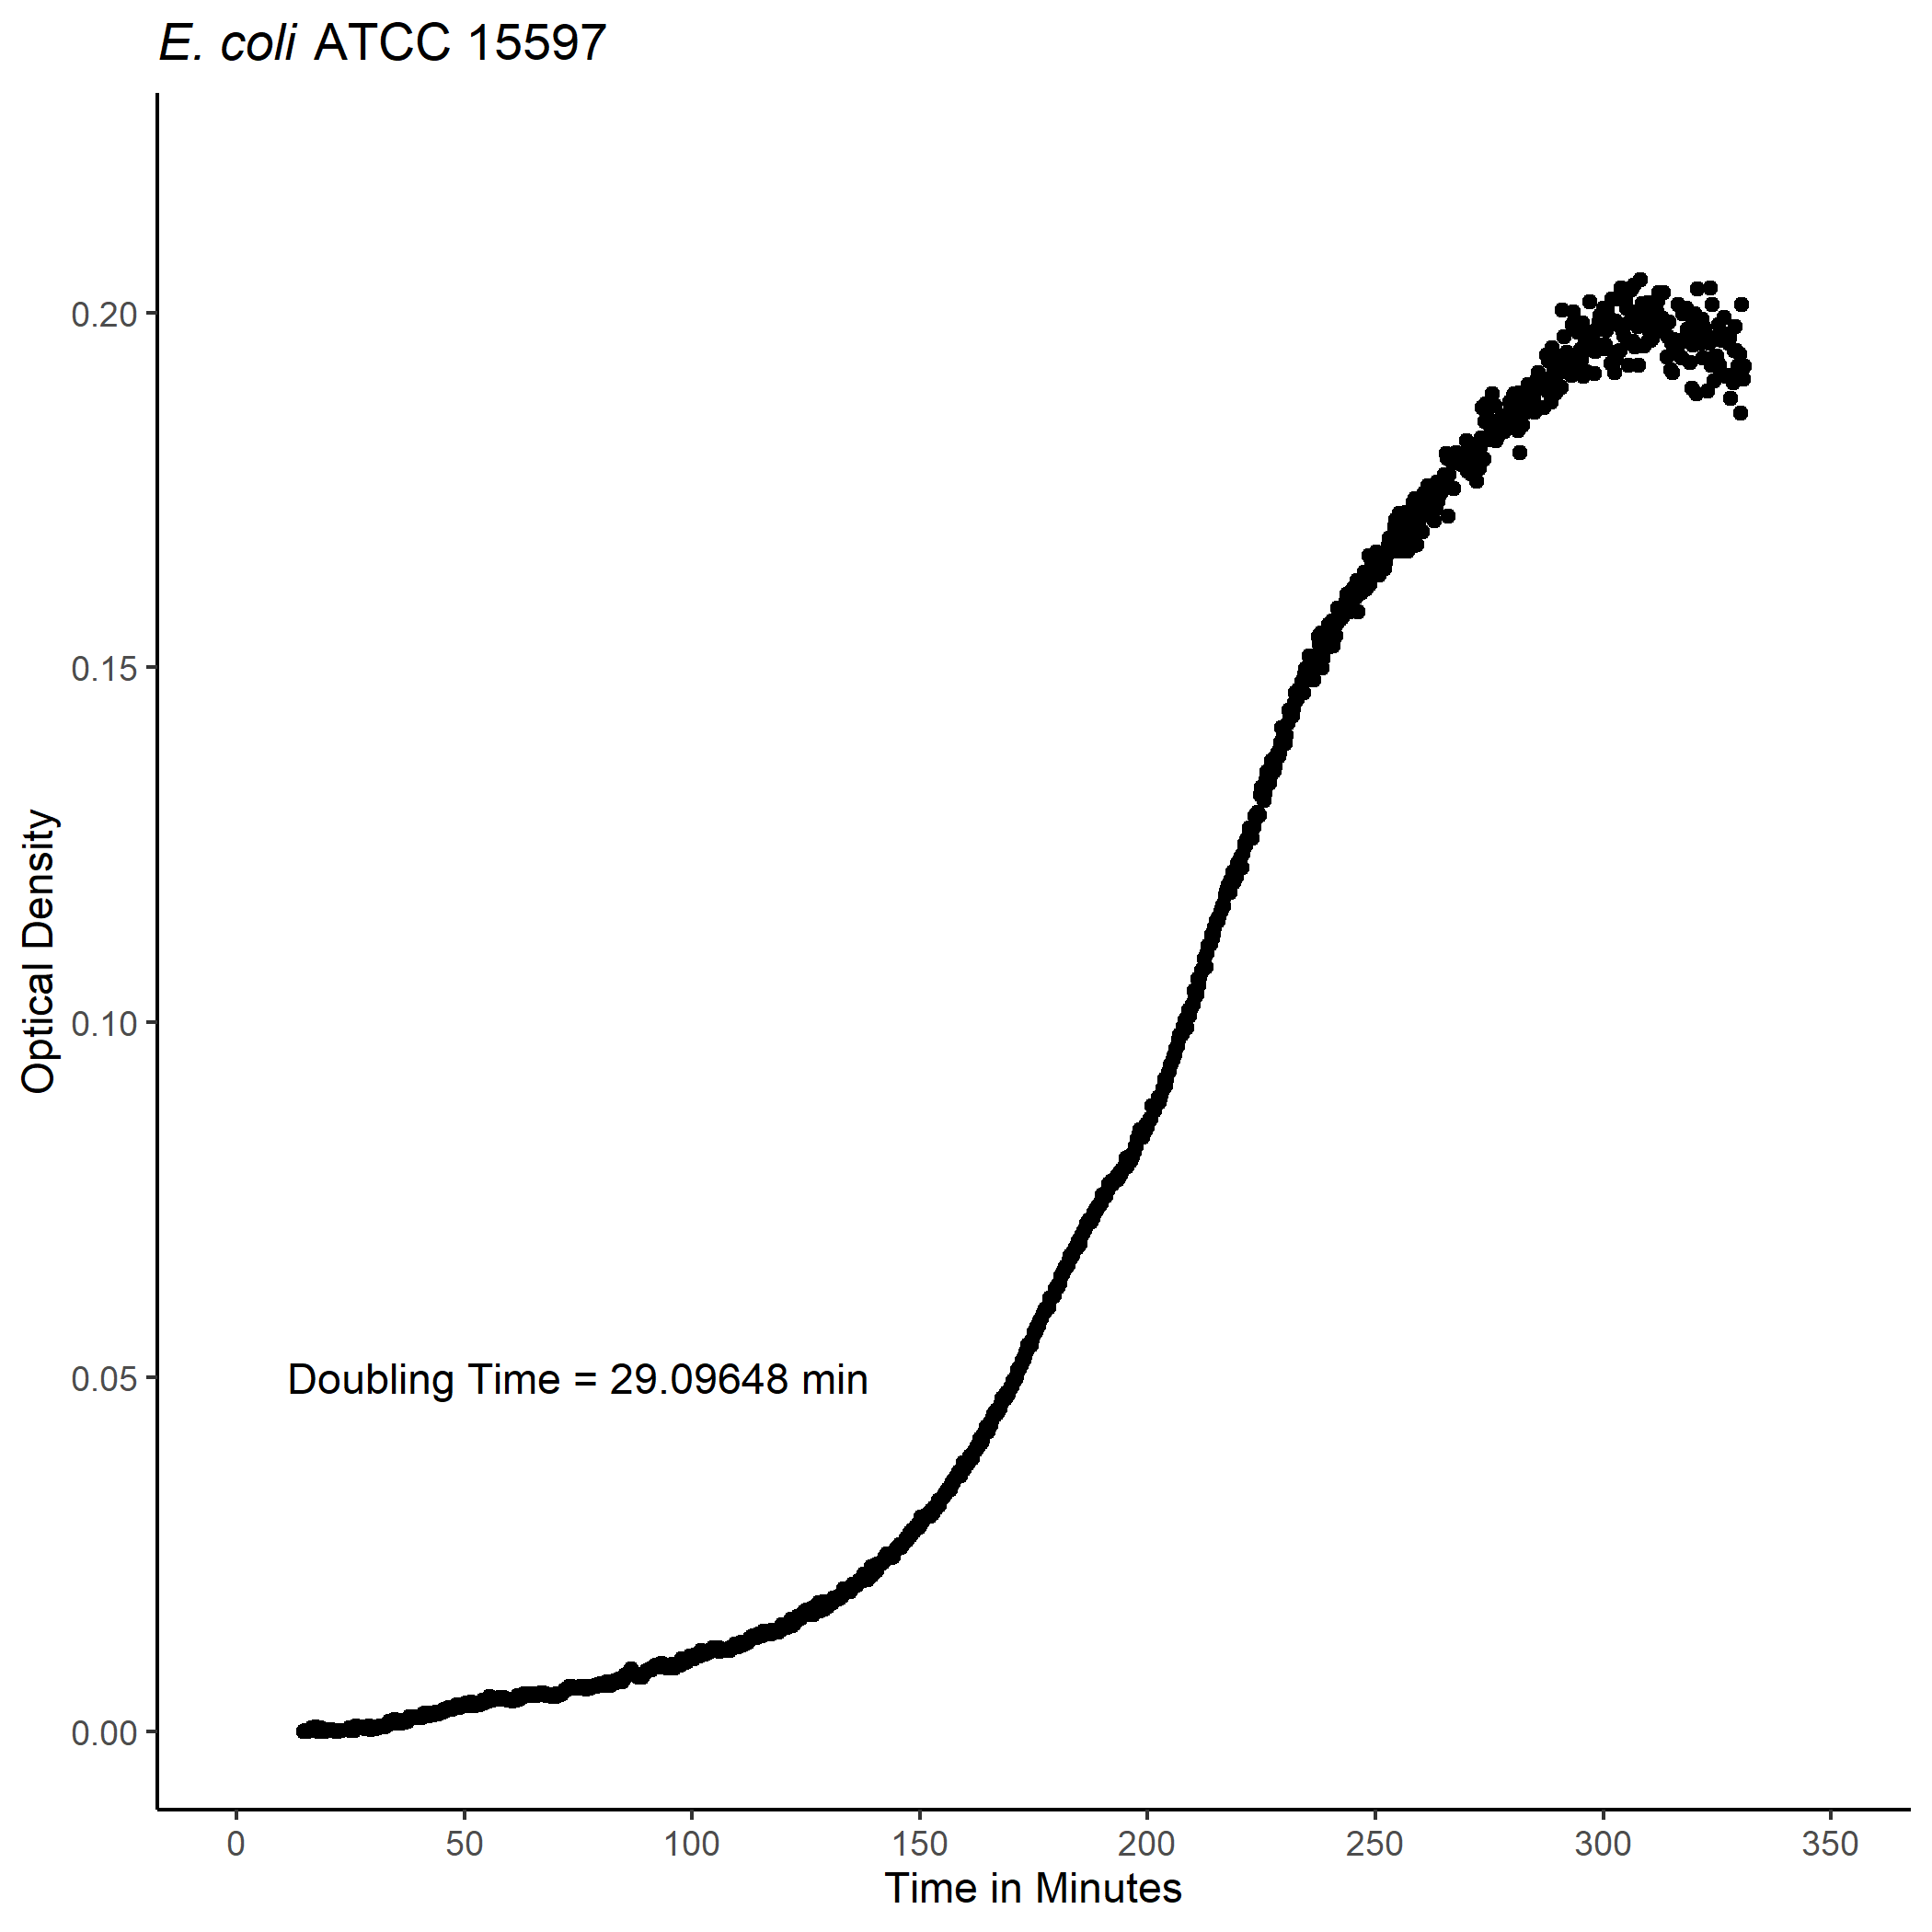 E. coli ATCC 15597
Optical Density
0.20
0.15
0.10
0.05
0.00
Doubling Time = 29.09648 min
0 50 100 150 200 250 300 350
Time in Minutes